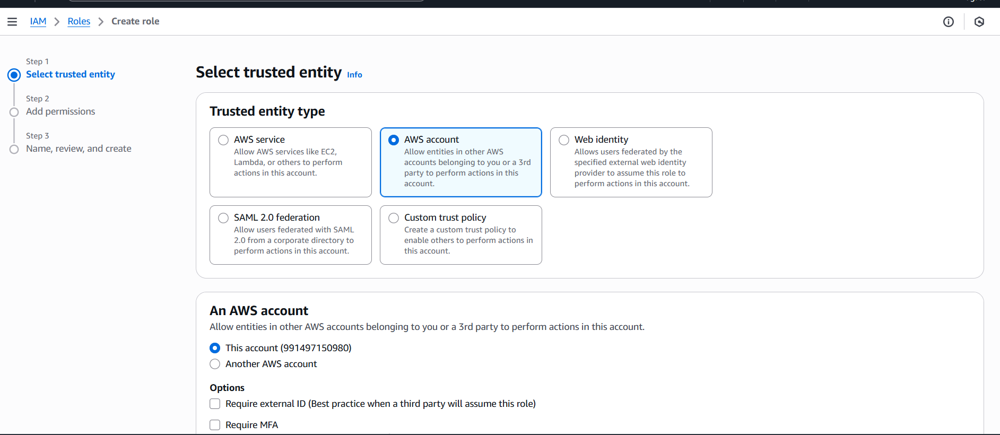 IAM > Roles > Create role
Step 1
Select trusted entity
Step 2
Add permissions
Step 3
Name, review, and create
Select trusted entity Info
Trusted entity type
AWS service
Allow AWS services like EC2,
Lambda, or others to perform
actions in this account.
AWS account
Allow entities in other AWS
accounts belonging to you or a 3rd
party to perform actions in this
account.
Web identity
Allows users federated by the
specified external web identity
provider to assume this role to
perform actions in this account.
SAML 2.0 federation
Allow users federated with SAML
2.0 from a corporate directory to
perform actions in this account.
Custom trust policy
Create a custom trust policy to
enable others to perform actions in
this account.
An AWS account
Allow entities in other AWS accounts belonging to you or a 3rd party to perform actions in this account.
This account (991497150980)
Another AWS account
Options
Require external ID (Best practice when a third party will assume this role)
Require MFA